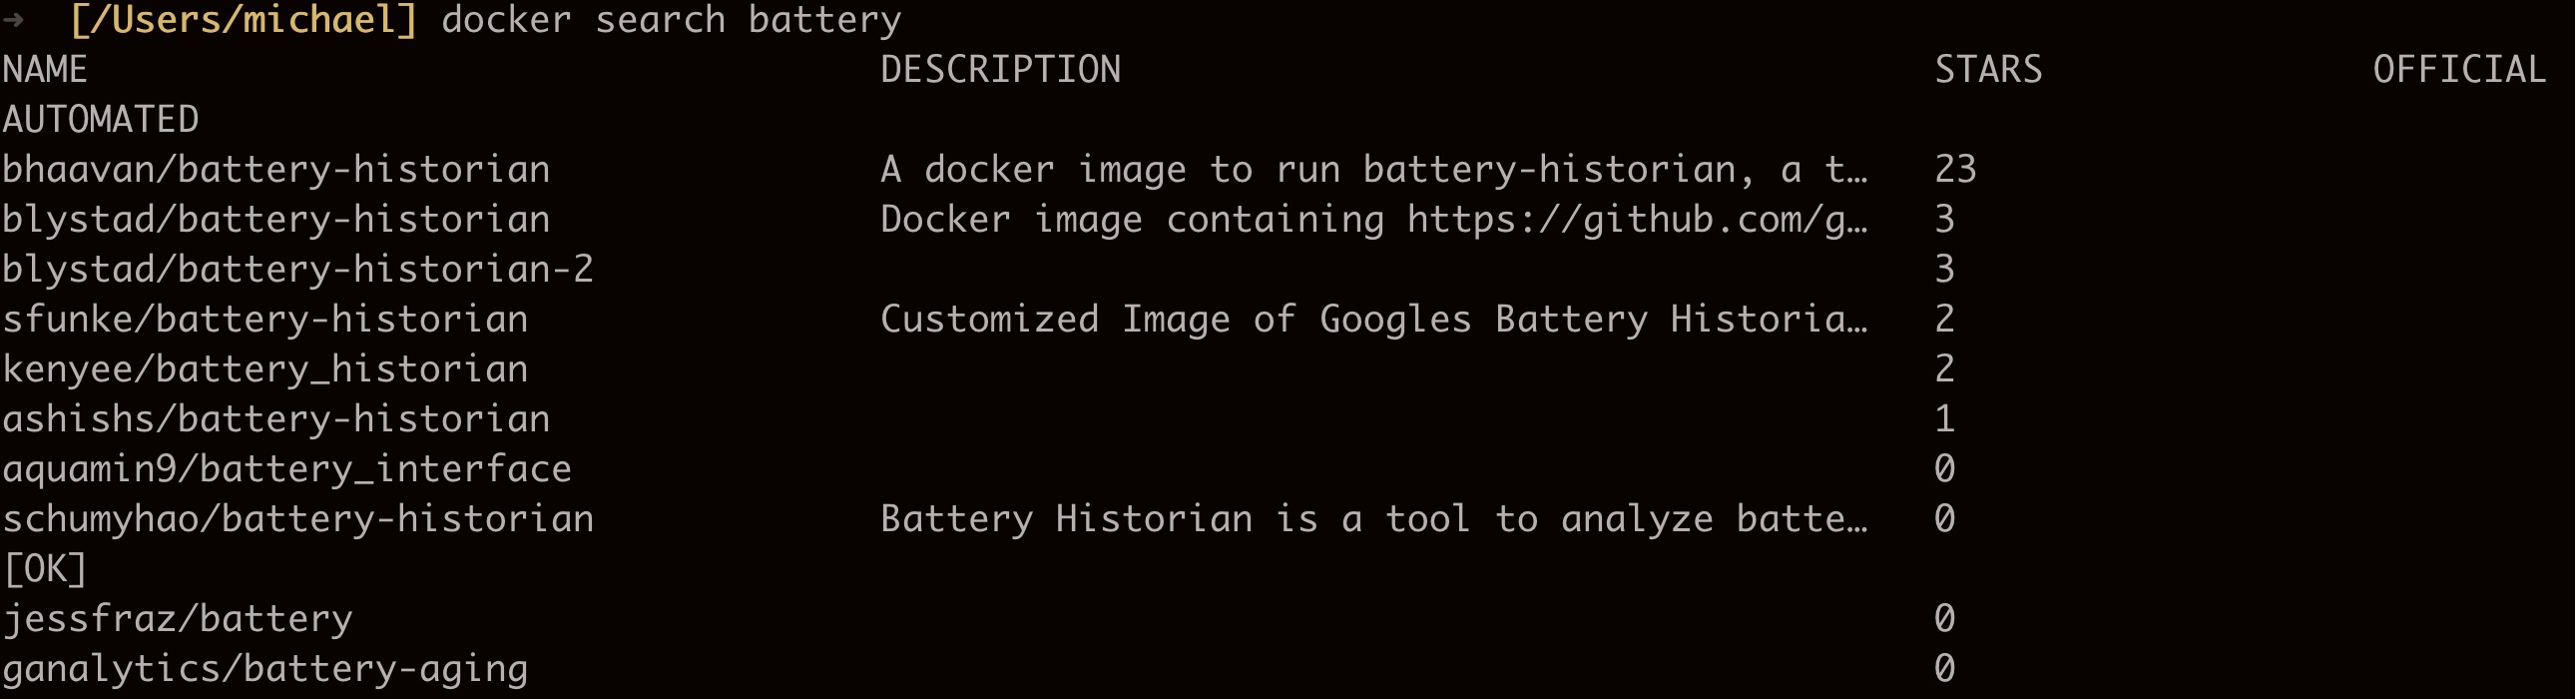 ➜ [/Users/michael] docker search battery
NAME DESCRIPTION STARS OFFICIAL
AUTOMATED
bhaavan/battery-historian A docker image to run battery-historian, a t… 23
blystad/battery-historian Docker image containing https://github.com/g… 3
blystad/battery-historian-2 3
sfunke/battery-historian Customized Image of Googles Battery Historia… 2
kenyee/battery_historian 2
ashishs/battery-historian 1
aquamin9/battery_interface 0
schumyhao/battery-historian Battery Historian is a tool to analyze batte… 0
[OK]
jessfraz/battery 0
ganalytics/battery-aging 0